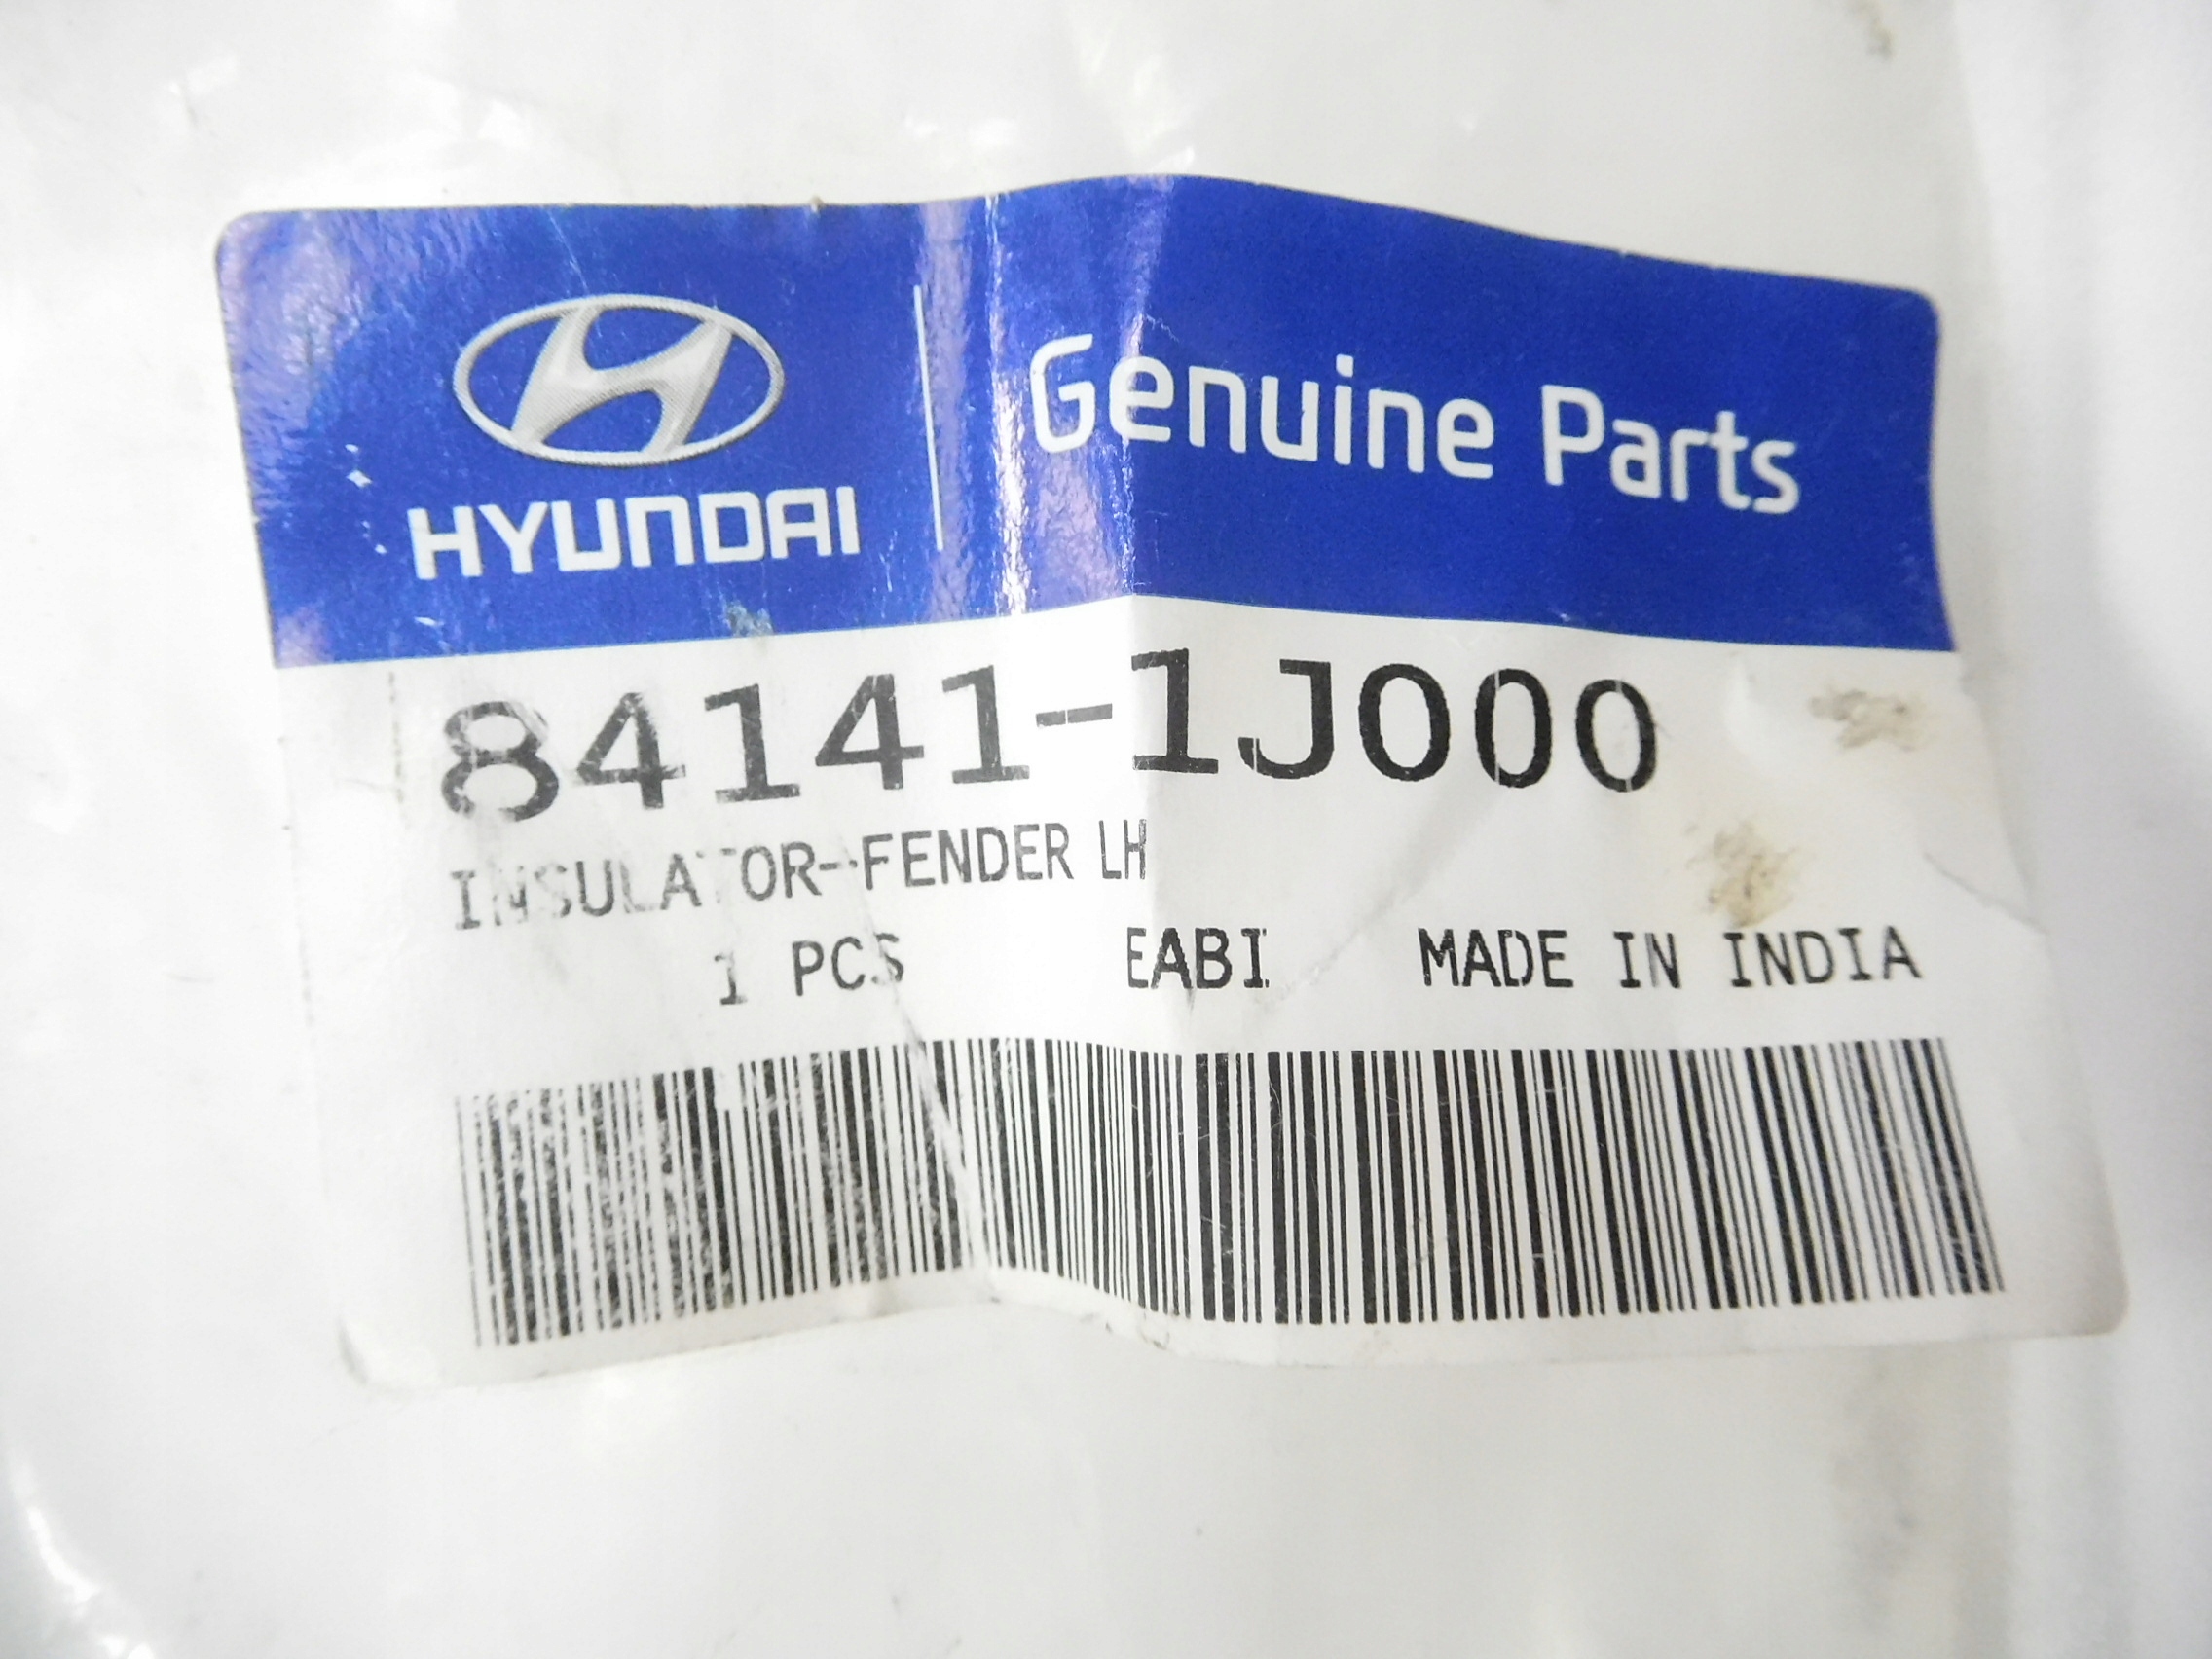 HYUNDAI
Genuine Parts
84141-1J000
INSULATOR-FENDER LH
1 PCS EABI MADE IN INDIA